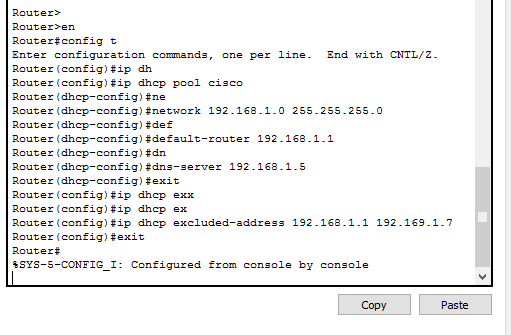 Router>
Router>en
Router#config t
Enter configuration commands, one per line.  End with CNTL/Z.
Router(config)#ip dh
Router(config)#ip dhcp pool cisco
Router(dhcp-config)#ne
Router(dhcp-config)#network 192.168.1.0 255.255.255.0
Router(dhcp-config)#def
Router(dhcp-config)#default-router 192.168.1.1
Router(dhcp-config)#dn
Router(dhcp-config)#dns-server 192.168.1.5
Router(dhcp-config)#exit
Router(config)#ip dhcp exx
Router(config)#ip dhcp ex
Router(config)#ip dhcp excluded-address 192.168.1.1 192.169.1.7
Router(config)#exit
Router#
%SYS-5-CONFIG_I: Configured from console by console
Copy Paste